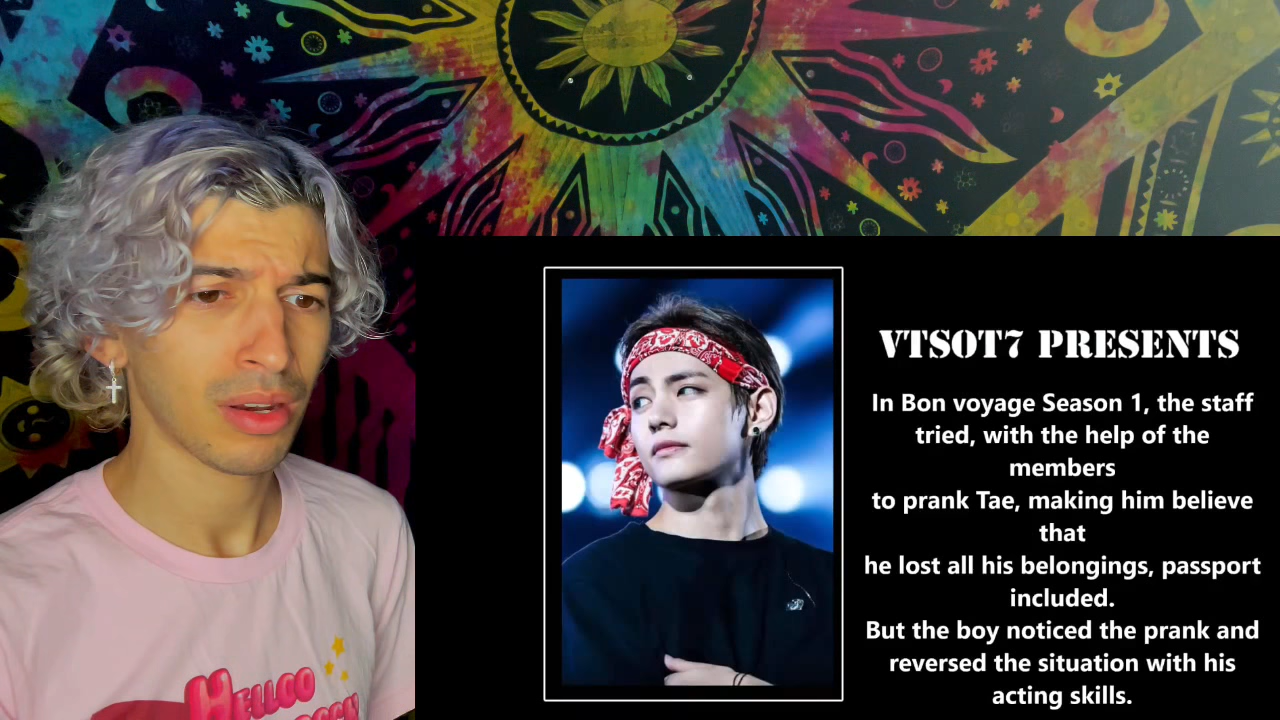 VTSOT7 PRESENTS
In Bon voyage Season 1, the staff
tried, with the help of the
members
to prank Tae, making him believe
that
he lost all his belongings, passport
included.
But the boy noticed the prank and
reversed the situation with his
acting skills.
HELLOO